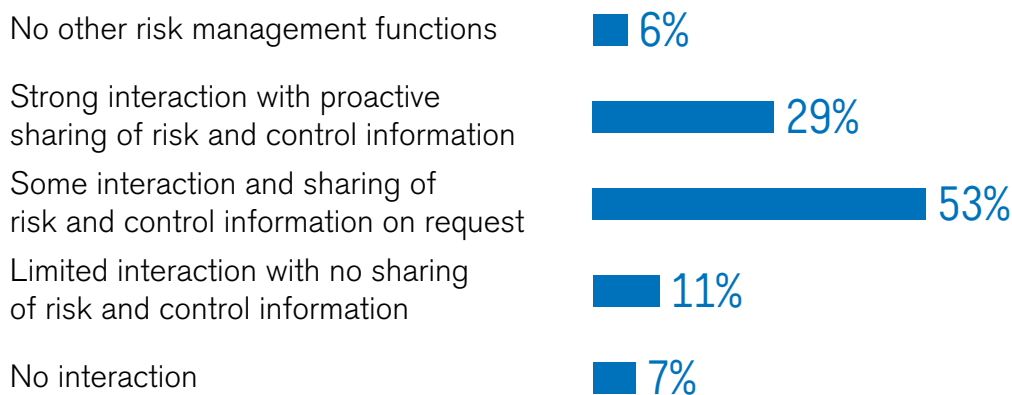 No other risk management functions
6%
Strong interaction with proactive
sharing of risk and control information
29%
Some interaction and sharing of
risk and control information on request
53%
Limited interaction with no sharing
of risk and control information
11%
No interaction
7%